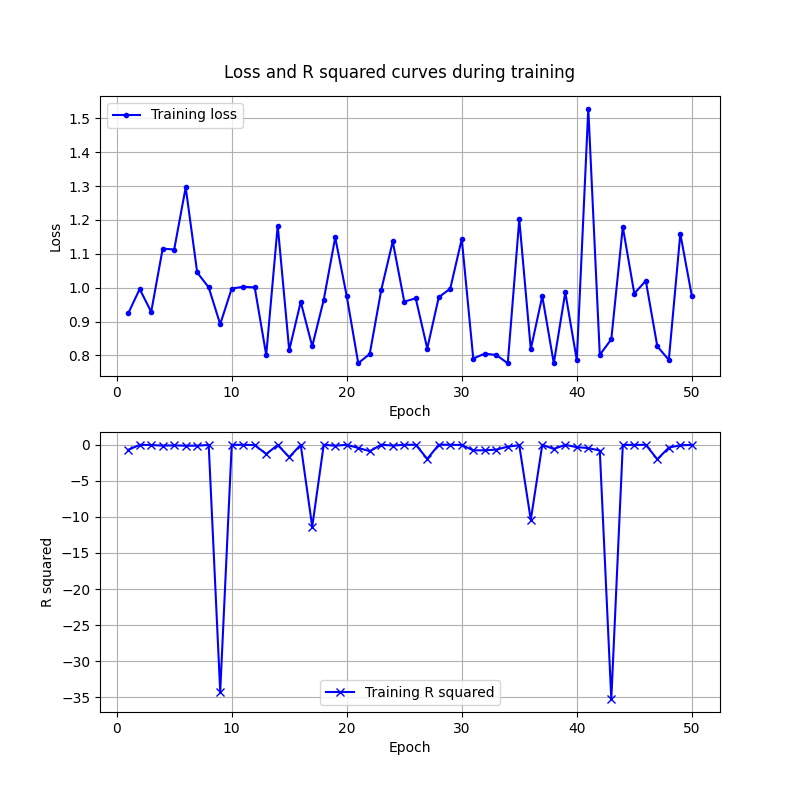 Loss and R squared curves during training
Training loss
1.5
1.4
1.3
1.2
1.1
1.0
0.9
0.8
Loss
0 10 20 30 40 50
Epoch
0
−5
−10
−15
−20
−25
−30
−35
R squared
Training R squared
0 10 20 30 40 50
Epoch